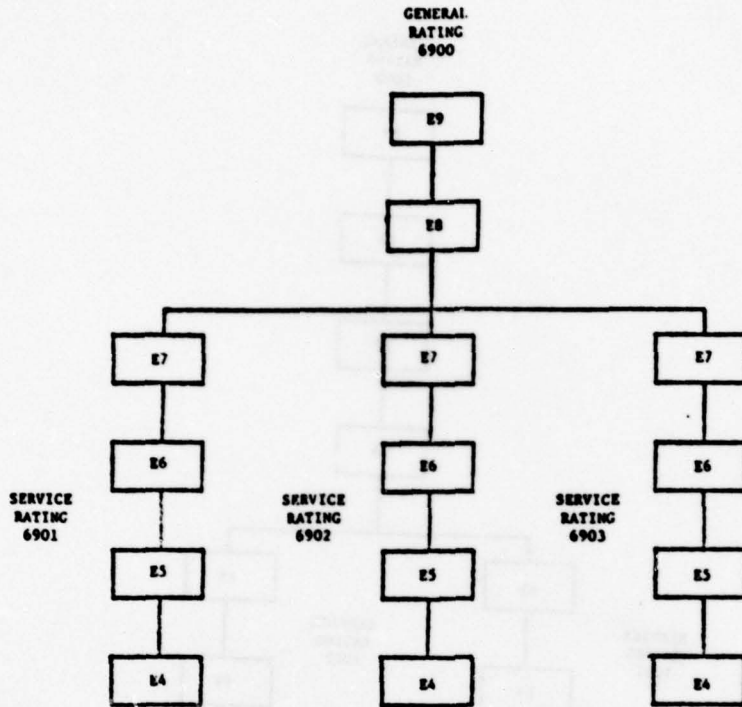 GENERAL
RATING
6900
E9
E8
E7 E7 E7
E6 E6 E6
SERVICE
RATING
6901
SERVICE
RATING
6902
SERVICE
RATING
6903
E5 E5 E5
E4 E4 E4